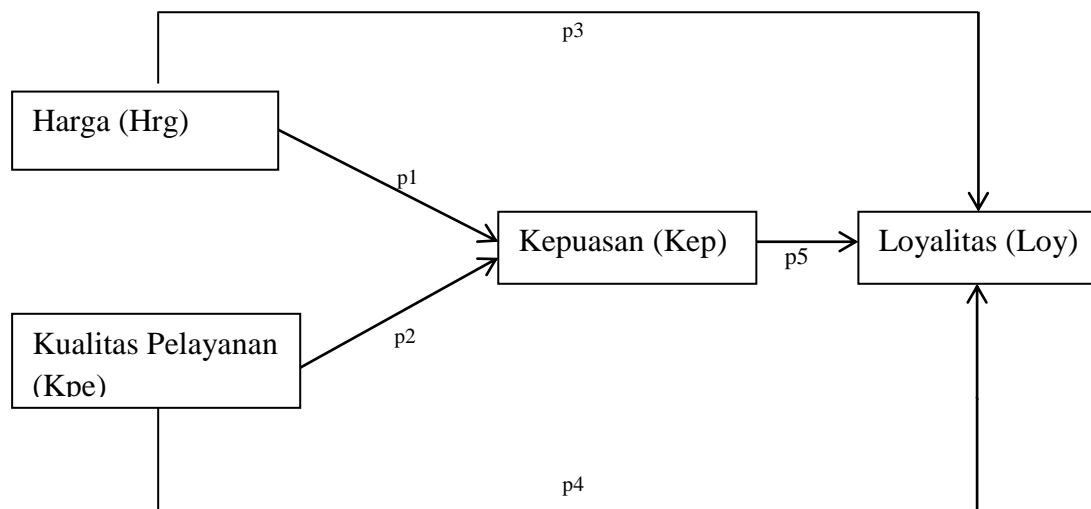 p3
Harga (Hrg)
p1
Kepuasan (Kep)
Loyalitas (Loy)
p5
p2
Kualitas Pelayanan
(Kpe)
p4